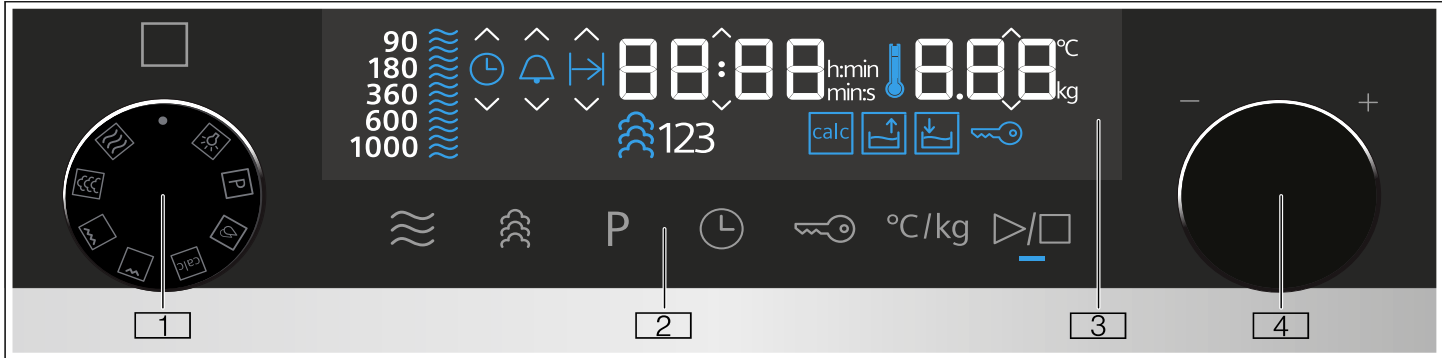 90
180
360
600
1000
88:88
h:min
min:s
8.88
°C
kg
123
calc
P
calc
P
°C/kg
1
2
3
4